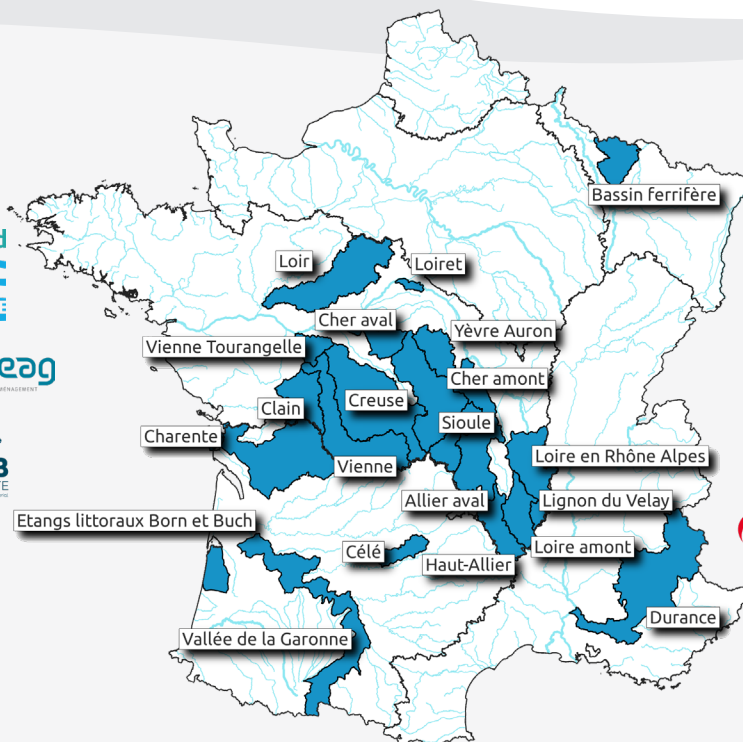 Bassin ferrifère
Loir
Loiret
Cher aval
Yèvre Auron
Vienne Tourangelle
Cher amont
Creuse
Clain
Sioule
Charente
Loire en Rhône Alpes
Vienne
Allier aval
Lignon du Velay
Etangs littoraux Born et Buch
Célé
Loire amont
Haut-Allier
Durance
Vallée de la Garonne